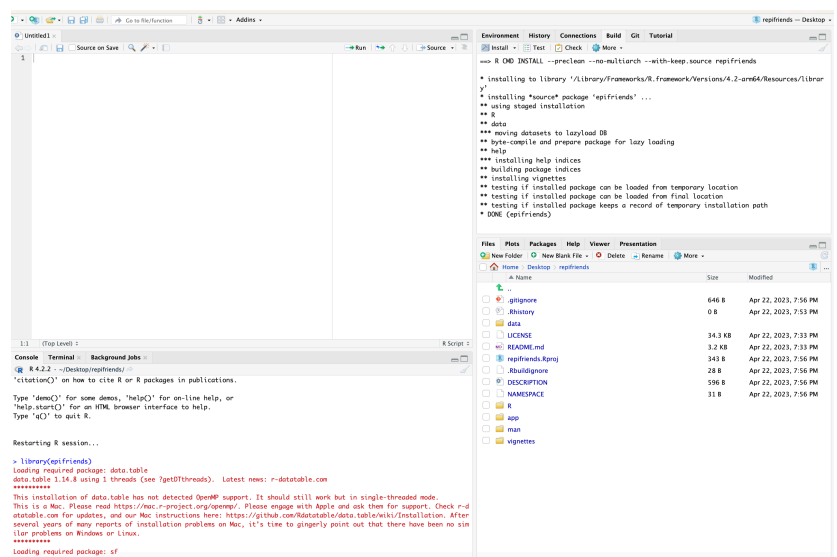 Go to file/function
Addins
repifriends — Desktop
Untitled1
Source on Save
Run
Source
1
1:1
(Top Level)
R Script
Console Terminal Background Jobs
R 4.2.2 · ~/Desktop/repifriends/
'citation()' on how to cite R or R packages in publications.
Type 'demo()' for some demos, 'help()' for on-line help, or
'help.start()' for an HTML browser interface to help.
Type 'q()' to quit R.
Restarting R session...
> library(epifriends)
Loading required package: data.table
data.table 1.14.8 using 1 threads (see ?getDTthreads).  Latest news: r-datatable.com
**********
This installation of data.table has not detected OpenMP support. It should still work but in single-threaded mode.
This is a Mac. Please read https://mac.r-project.org/openmp/. Please engage with Apple and ask them for support. Check r-d
atatable.com for updates, and our Mac instructions here: https://github.com/Rdatatable/data.table/wiki/Installation. After
several years of many reports of installation problems on Mac, it's time to gingerly point out that there have been no sim
ilar problems on Windows or Linux.
**********
Loading required package: sf
Environment History Connections Build Git Tutorial
Install Test Check More
==> R CMD INSTALL --preclean --no-multiarch --with-keep.source repifriends
* installing to library '/Library/Frameworks/R.framework/Versions/4.2-arm64/Resources/librar
y'
* installing *source* package 'epifriends' ...
** using staged installation
** R
** data
*** moving datasets to lazyload DB
** byte-compile and prepare package for lazy loading
** help
*** installing help indices
** building package indices
** installing vignettes
** testing if installed package can be loaded from temporary location
** testing if installed package can be loaded from final location
** testing if installed package keeps a record of temporary installation path
* DONE (epifriends)
Files Plots Packages Help Viewer Presentation
New Folder New Blank File Delete Rename More
Home Desktop repifriends
Name Size Modified
..
.gitignore 646 B Apr 22, 2023, 7:56 PM
.Rhistory 0 B Apr 22, 2023, 7:53 PM
data
LICENSE 34.3 KB Apr 22, 2023, 7:33 PM
README.md 3.2 KB Apr 22, 2023, 7:33 PM
repifriends.Rproj 343 B Apr 22, 2023, 7:56 PM
.Rbuildignore 28 B Apr 22, 2023, 7:56 PM
DESCRIPTION 596 B Apr 22, 2023, 7:56 PM
NAMESPACE 31 B Apr 22, 2023, 7:56 PM
R
app
man
vignettes